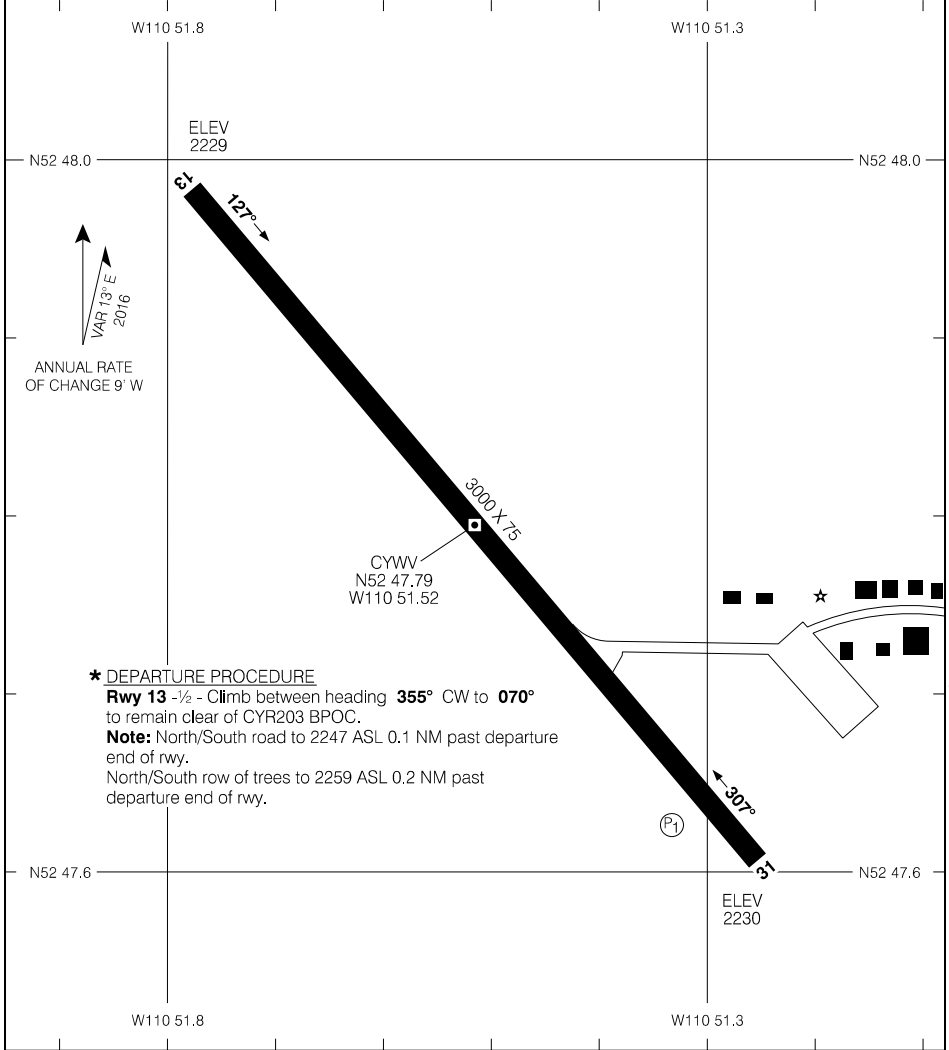 W110 51.8
W110 51.3
ELEV
2229
N52 48.0
N52 48.0
13
127°
VAR 13° E
2016
ANNUAL RATE
OF CHANGE 9' W
3000 X 75
CYWV
N52 47.79
W110 51.52
* DEPARTURE PROCEDURE
Rwy 13 -½ - Climb between heading 355° CW to 070°
to remain clear of CYR203 BPOC.
Note: North/South road to 2247 ASL 0.1 NM past departure
end of rwy.
North/South row of trees to 2259 ASL 0.2 NM past
departure end of rwy.
307°
P1
31
N52 47.6
N52 47.6
ELEV
2230
W110 51.8
W110 51.3